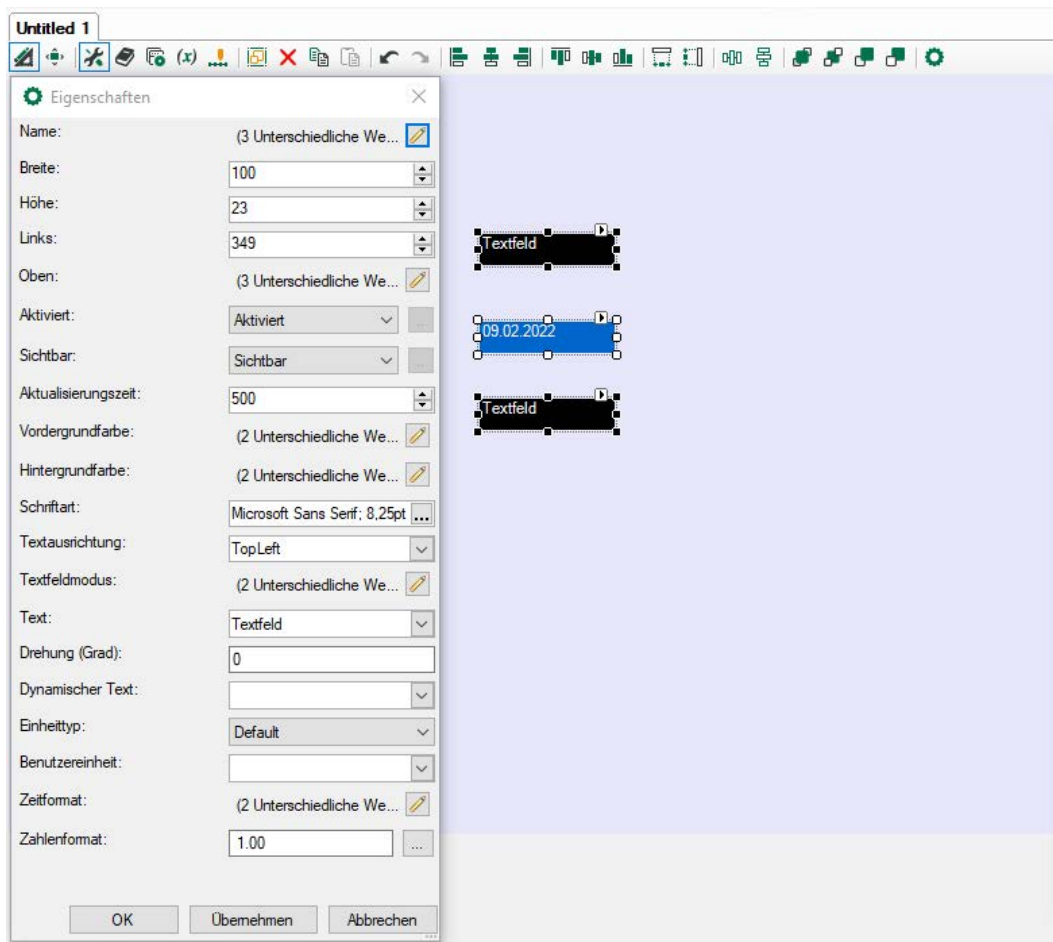 Untitled 1
(x)
Eigenschaften
Name: (3 Unterschiedliche We...
Breite: 100
Höhe: 23
Links: 349
Oben: (3 Unterschiedliche We...
Aktiviert: Aktiviert ...
Sichtbar: Sichtbar ...
Aktualisierungszeit: 500
Vordergrundfarbe: (2 Unterschiedliche We...
Hintergrundfarbe: (2 Unterschiedliche We...
Schriftart: Microsoft Sans Serif; 8,25pt ...
Textausrichtung: TopLeft
Textfeldmodus: (2 Unterschiedliche We...
Text: Textfeld
Drehung (Grad): 0
Dynamischer Text:
Einheittyp: Default
Benutzereinheit:
Zeitformat: (2 Unterschiedliche We...
Zahlenformat: 1.00 ...
OK Übernehmen Abbrechen
Textfeld
09.02.2022
Textfeld